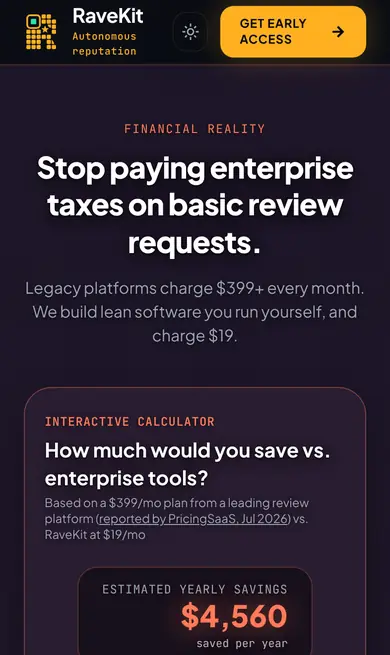 RaveKit
Autonomous
reputation
GET EARLY
ACCESS
FINANCIAL REALITY
Stop paying enterprise
taxes on basic review
requests.
Legacy platforms charge $399+ every month.
We build lean software you run yourself, and
charge $19.
INTERACTIVE CALCULATOR
How much would you save vs.
enterprise tools?
Based on a $399/mo plan from a leading review
platform (reported by PricingSaaS, Jul 2026) vs.
RaveKit at $19/mo
ESTIMATED YEARLY SAVINGS
$4,560
saved per year